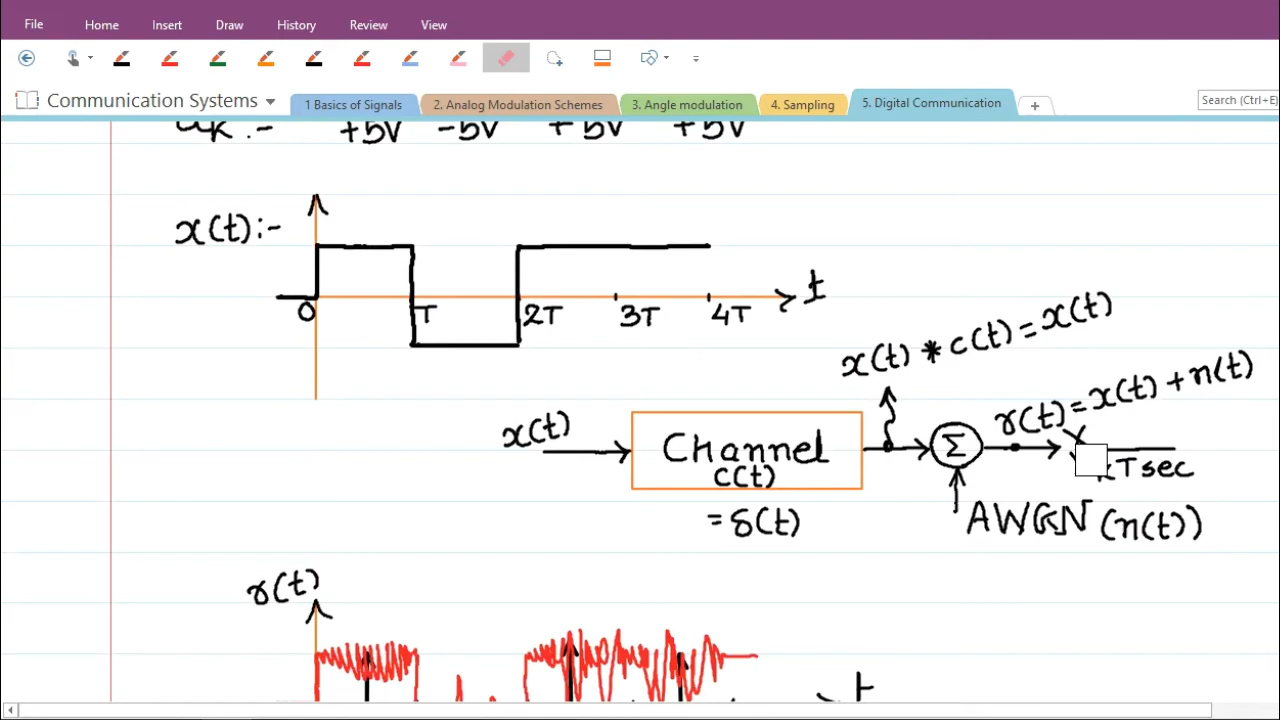 File Home Insert Draw History Review View
Communication Systems
1 Basics of Signals
2. Analog Modulation Schemes
3. Angle modulation
4. Sampling
5. Digital Communication
+
Search (Ctrl+E)
+5V -5V +5V +5V
x(t):-
t
0 T 2T 3T 4T
x(t) * c(t) = x(t)
r(t) = x(t) + n(t)
x(t)
Channel
c(t)
= δ(t)
Σ
Tsec
AWGN (n(t))
r(t)
t